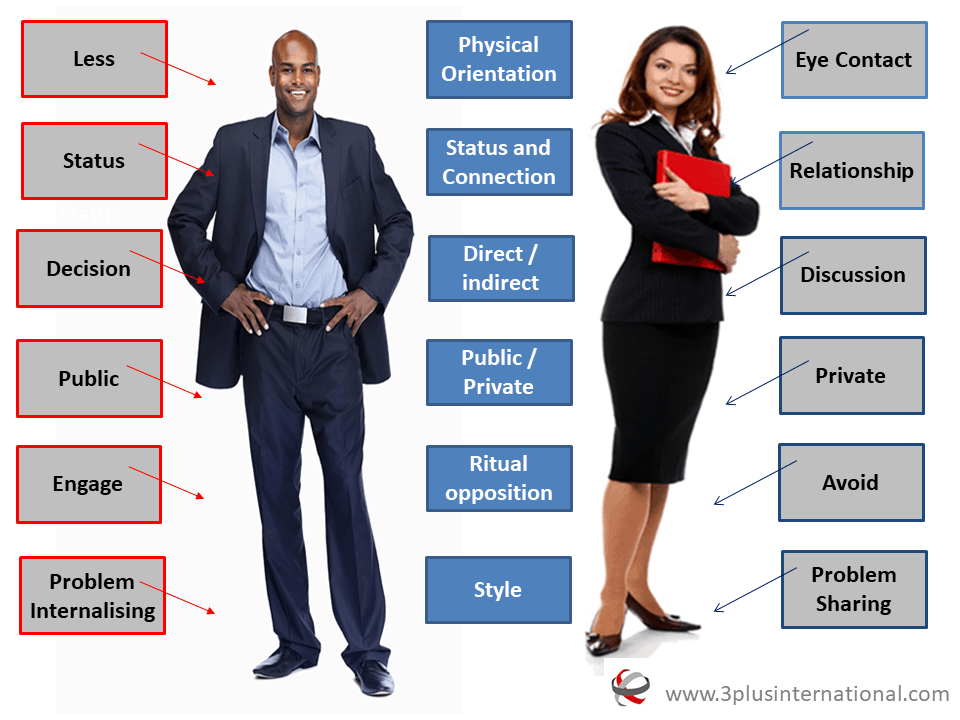 Less
Physical
Orientation
Eye Contact
Status
Status and
Connection
Relationship
Status
Decision
Direct /
indirect
Discussion
Public
Public /
Private
Private
Engage
Ritual
opposition
Avoid
Problem
Internalising
Style
Problem
Sharing
www.3plusinternational.com